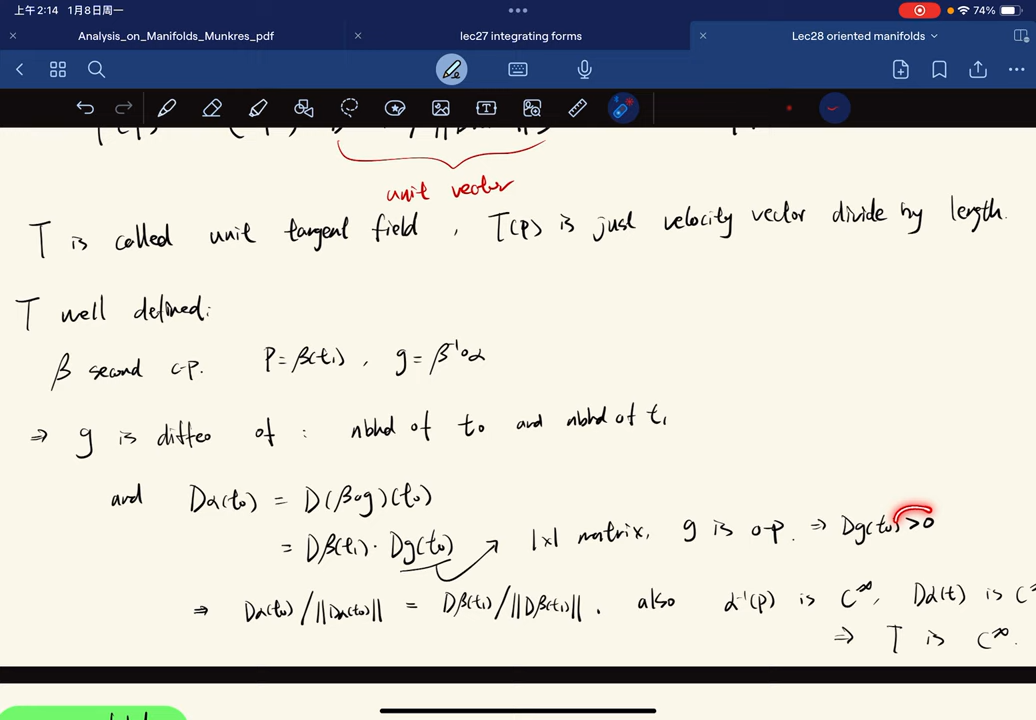 上午2:14 1月8日周一
74%
Analysis_on_Manifolds_Munkres.pdf
lec27 integrating forms
Lec28 oriented manifolds
unit vector
T is called unit tangent field , T(p) is just velocity vector divide by length.
T well defined:
β second c-p. P = β(t₁) , g = β⁻¹∘α
⇒ g is diffeo of : nbhd of t₀ and nbhd of t₁
and Dα(t₀) = D(β∘g)(t₀)
= Dβ(t₁) · Dg(t₀) → 1x1 matrix. g is o-p. ⇒ Dg(t₀) > 0
⇒ Dα(t₀) / ||Dα(t₀)|| = Dβ(t₁) / ||Dβ(t₁)|| . also α⁻¹(p) is C^∞, Dα(t) is C^∞
⇒ T is C^∞.